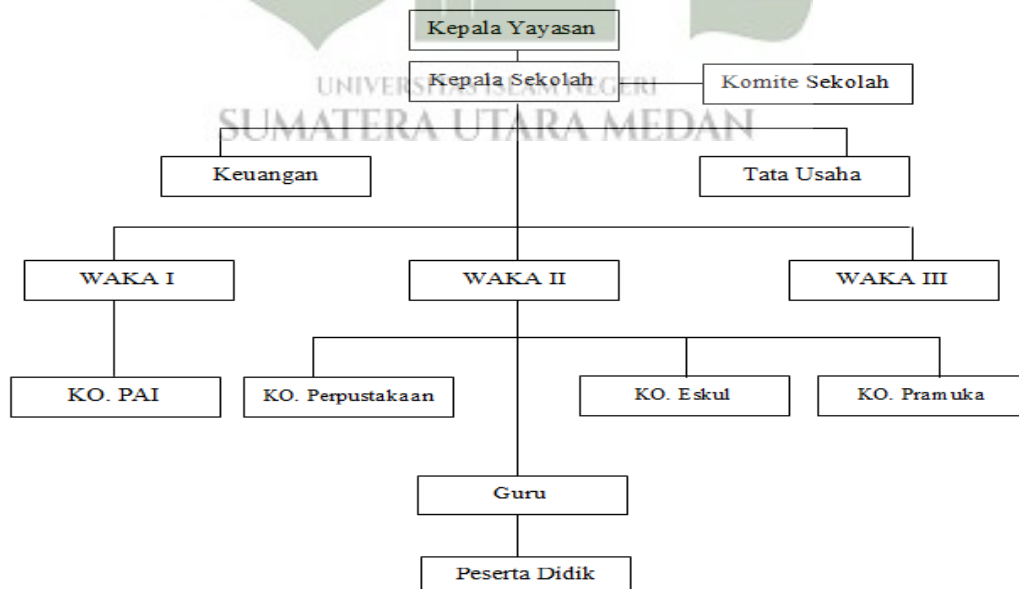 Kepala Yayasan
Kepala Sekolah
Komite Sekolah
UNIVERSITAS ISLAM NEGERI
SUMATERA UTARA MEDAN
Keuangan
Tata Usaha
WAKA I
WAKA II
WAKA III
KO. PAI
KO. Perpustakaan
KO. Eskul
KO. Pramuka
Guru
Peserta Didik